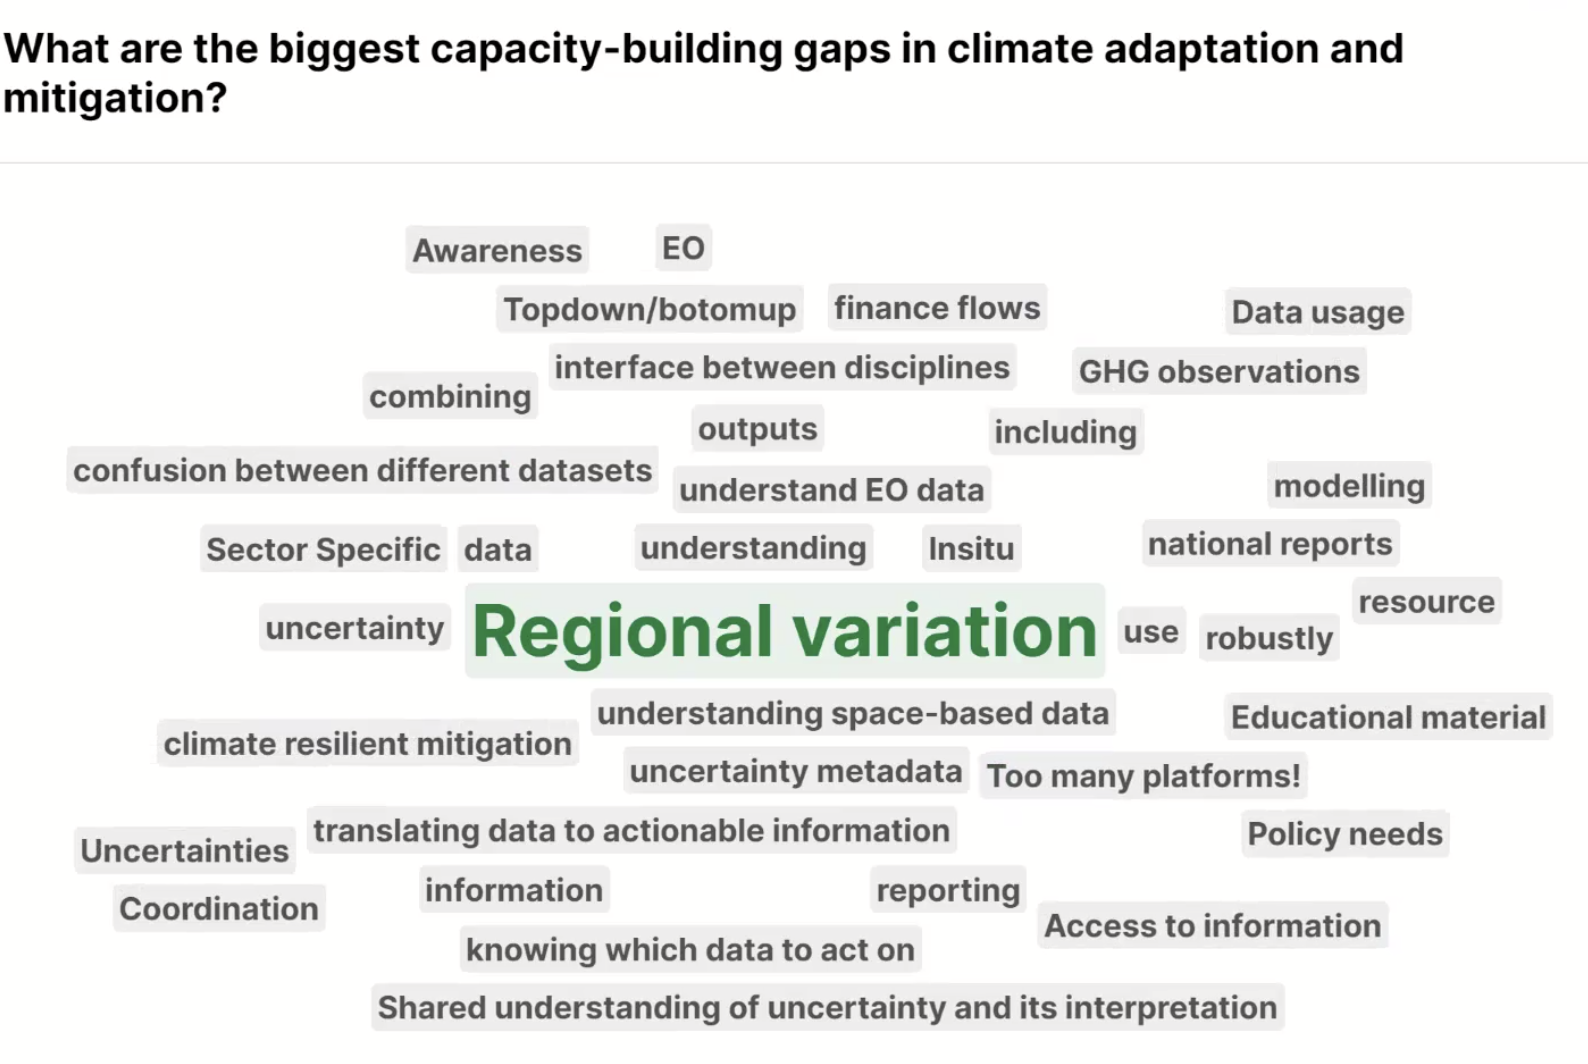 What are the biggest capacity-building gaps in climate adaptation and
mitigation?
Awareness
EO
Topdown/botomup
finance flows
Data usage
interface between disciplines
GHG observations
combining
outputs
including
confusion between different datasets
understand EO data
modelling
Sector Specific
data
understanding
Insitu
national reports
resource
uncertainty
Regional variation
use
robustly
understanding space-based data
Educational material
climate resilient mitigation
uncertainty metadata
Too many platforms!
translating data to actionable information
Policy needs
Uncertainties
information
reporting
Coordination
Access to information
knowing which data to act on
Shared understanding of uncertainty and its interpretation